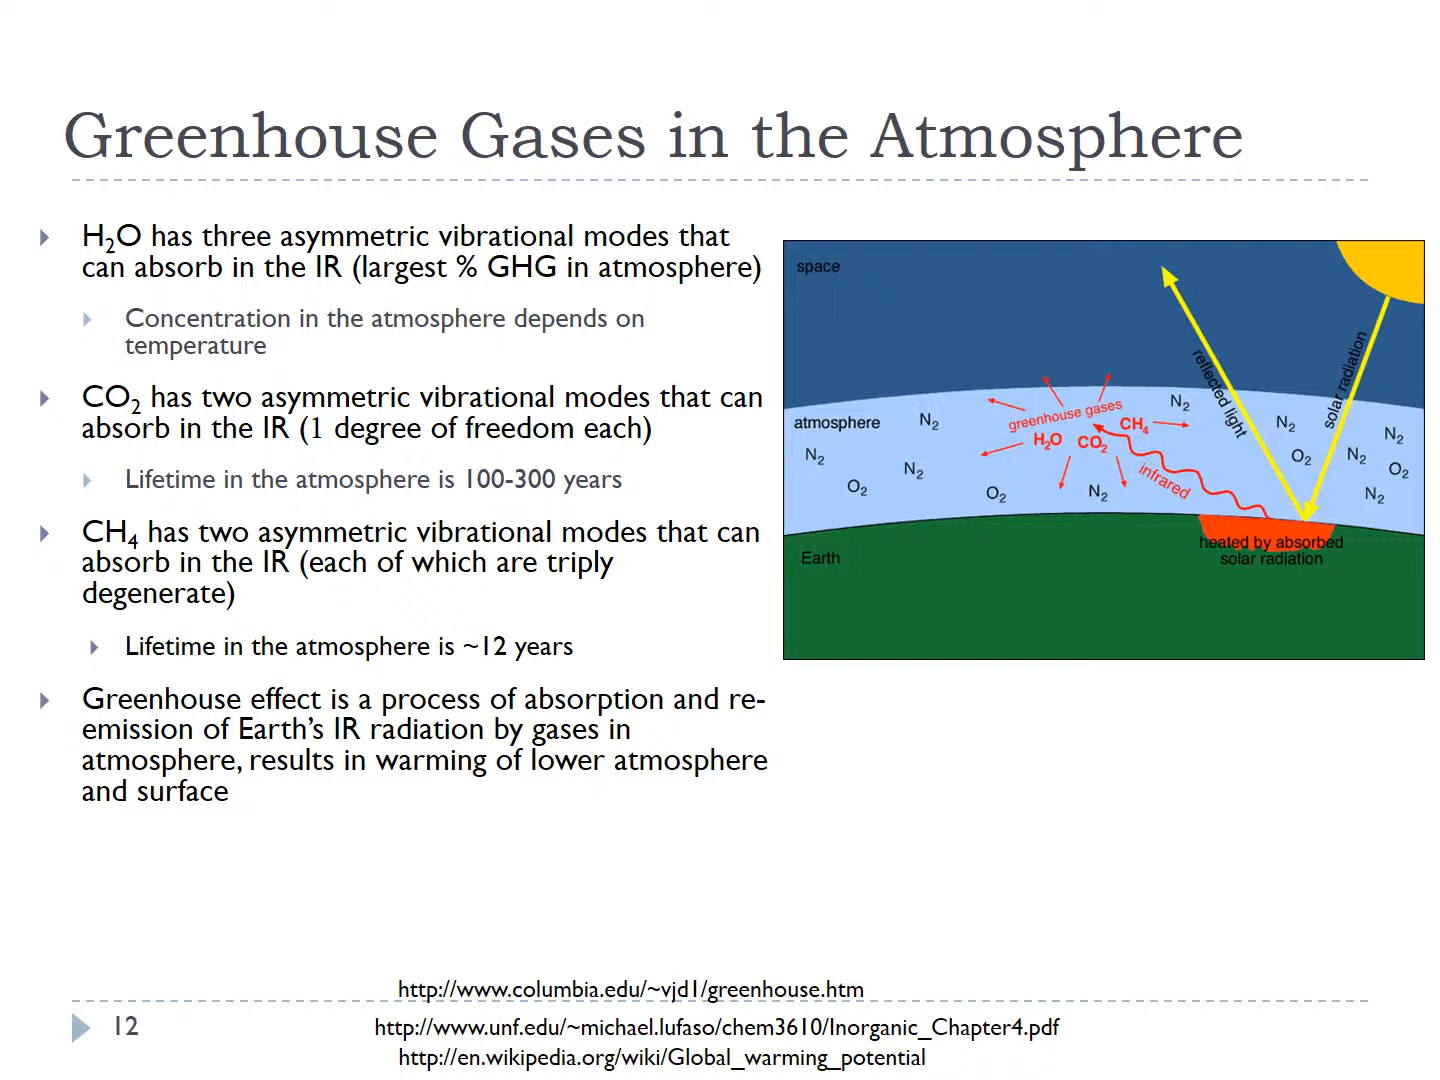 Greenhouse Gases in the Atmosphere
H2O has three asymmetric vibrational modes that
can absorb in the IR (largest % GHG in atmosphere)
Concentration in the atmosphere depends on
temperature
CO2 has two asymmetric vibrational modes that can
absorb in the IR (1 degree of freedom each)
Lifetime in the atmosphere is 100-300 years
CH4 has two asymmetric vibrational modes that can
absorb in the IR (each of which are triply
degenerate)
Lifetime in the atmosphere is ~12 years
Greenhouse effect is a process of absorption and re-
emission of Earth's IR radiation by gases in
atmosphere, results in warming of lower atmosphere
and surface
space
reflected light
solar radiation
atmosphere
N2
greenhouse gases
N2
N2
N2
H2O
CO2
CH4
N2
O2
N2
O2
N2
O2
N2
O2
N2
infrared
N2
Earth
heated by absorbed
solar radiation
http://www.columbia.edu/~vjd1/greenhouse.htm
12
http://www.unf.edu/~michael.lufaso/chem3610/Inorganic_Chapter4.pdf
http://en.wikipedia.org/wiki/Global_warming_potential